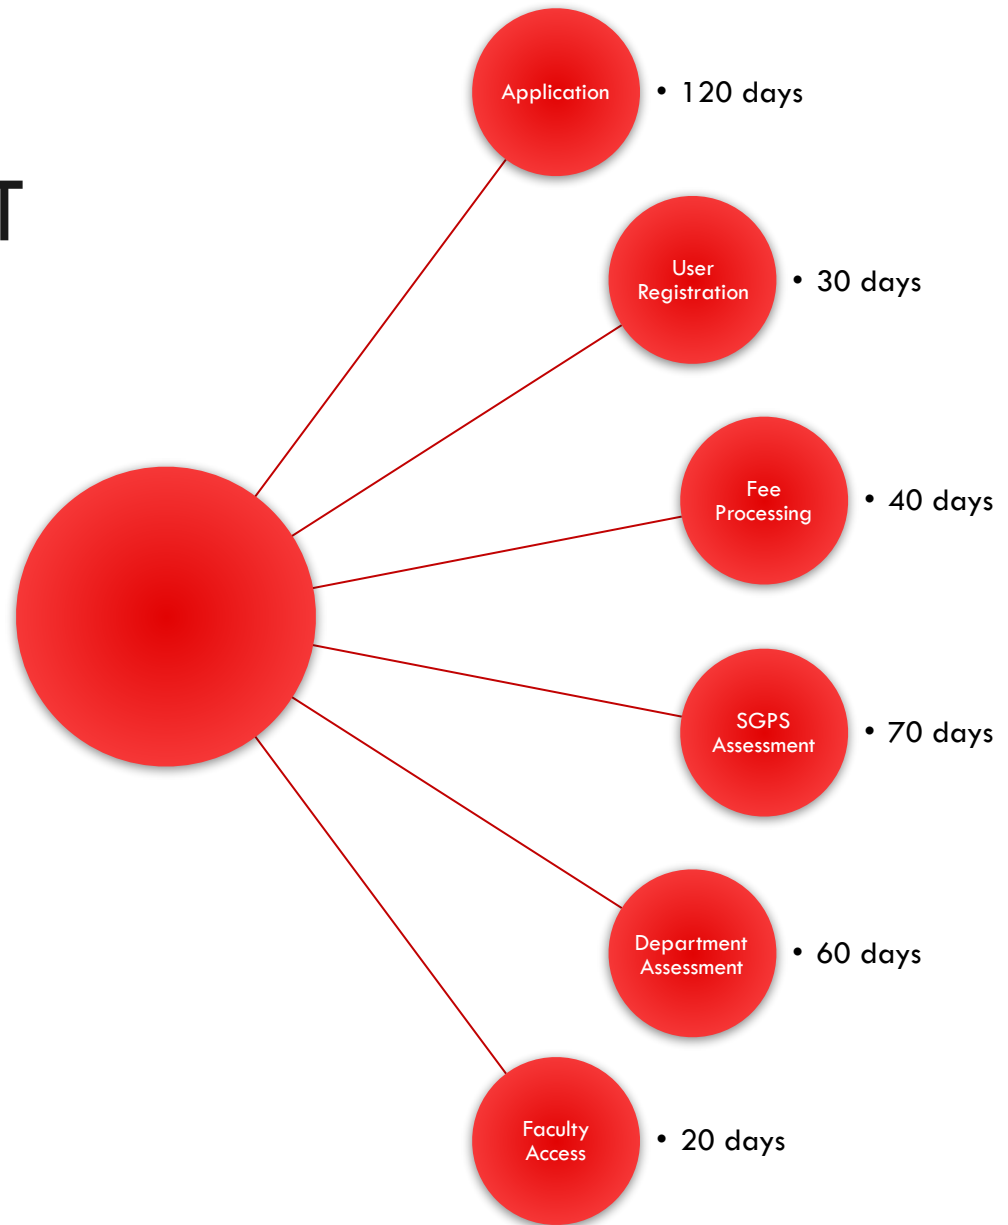 T
Application
• 120 days
User
Registration
• 30 days
Fee
Processing
• 40 days
SGPS
Assessment
• 70 days
Department
Assessment
• 60 days
Faculty
Access
• 20 days